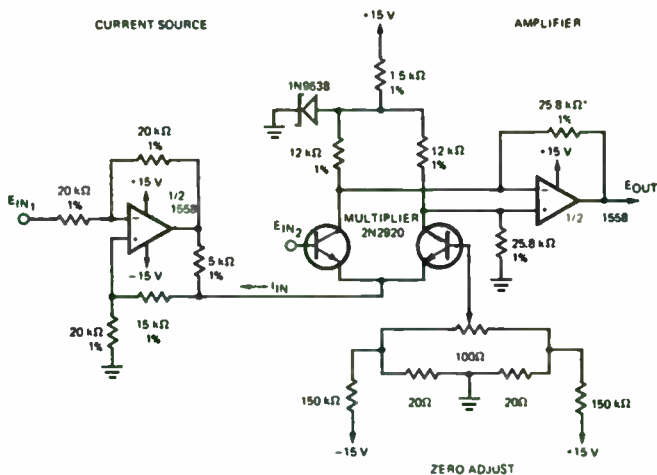 CURRENT SOURCE
AMPLIFIER
+15 V
1.5 kΩ
1%
1N963B
20 kΩ
1%
12 kΩ
1%
12 kΩ
1%
25.8 kΩ*
1%
+15 V
+15 V
1/2
1558
EIN1
20 kΩ
1%
EOUT
1/2
1558
MULTIPLIER
2N2920
EIN2
−15 V
5 kΩ
1%
25.8 kΩ
1%
IIN
20 kΩ
1%
15 kΩ
1%
100Ω
150 kΩ
20Ω
20Ω
150 kΩ
−15 V
+15 V
ZERO ADJUST